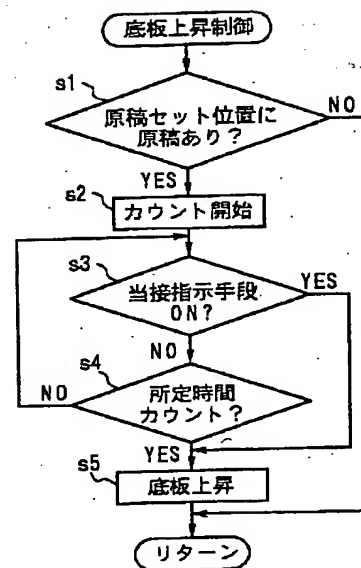 底板上昇制御
s1
原稿セット位置に
原稿あり?
NO
YES
s2
カウント開始
s3
当接指示手段
ON?
YES
NO
s4
所定時間
カウント?
NO
YES
s5
底板上昇
リターン